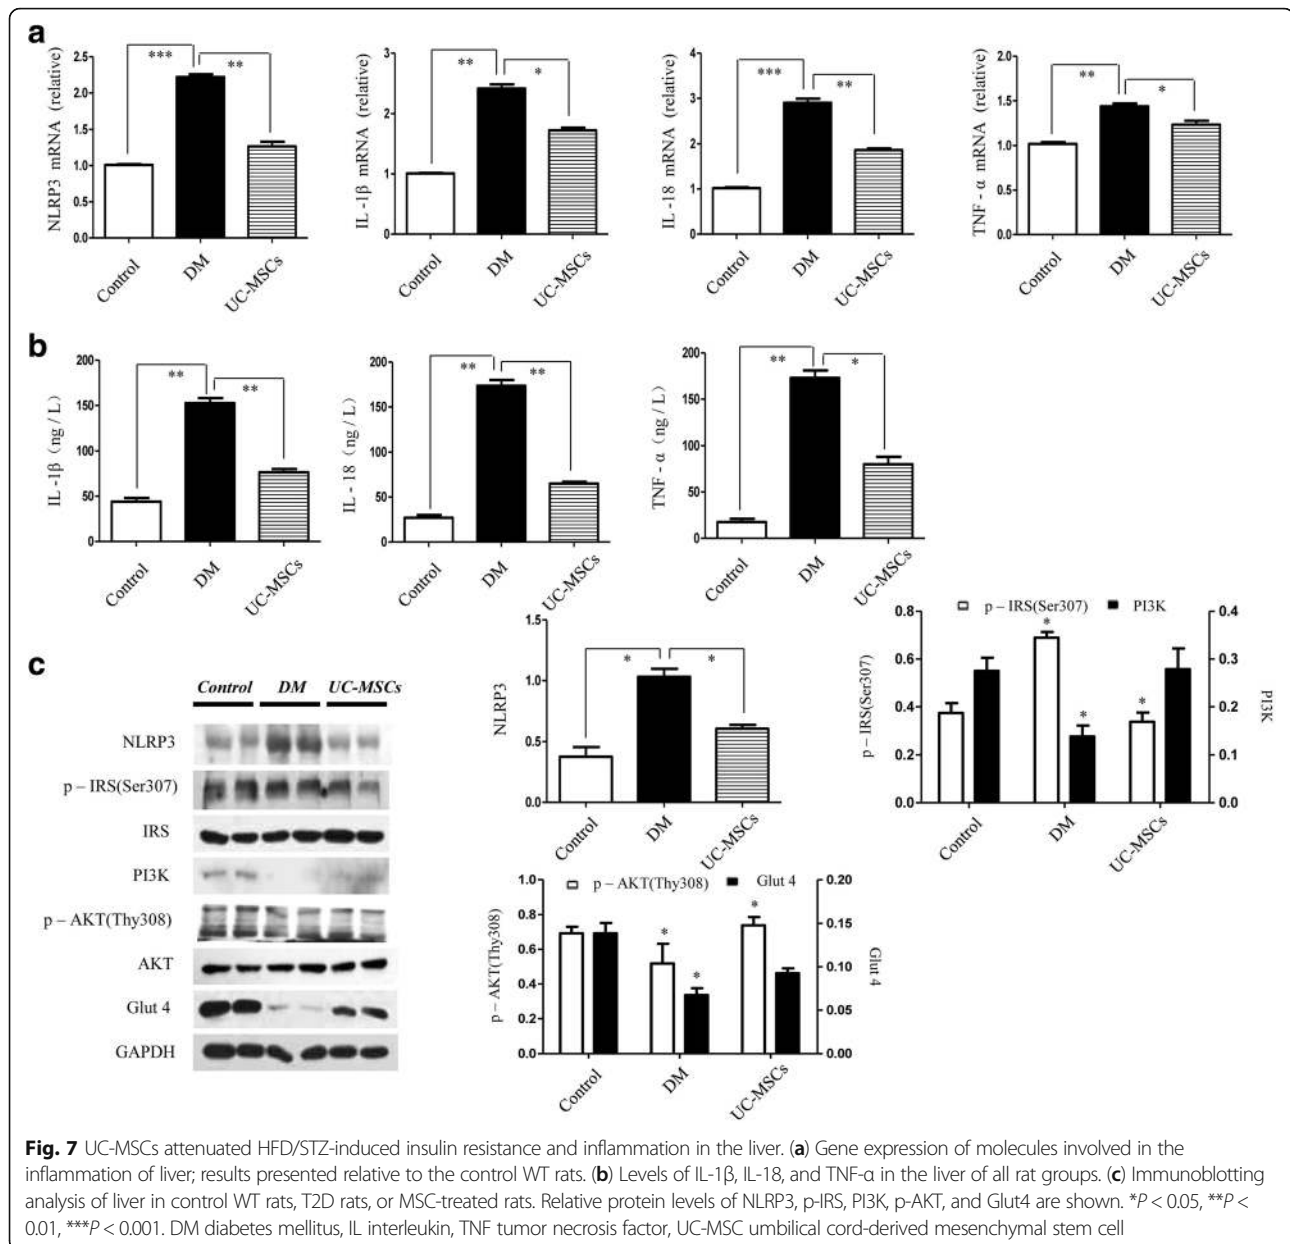 a
NLRP3 mRNA (relative)
2.5
2.0
1.5
1.0
0.5
0.0
***
**
Control
DM
UC-MSCs
IL -1β mRNA (relative)
3
2
1
0
**
*
Control
DM
UC-MSCs
IL -18 mRNA (relative)
4
3
2
1
0
***
**
Control
DM
UC-MSCs
TNF - α mRNA (relative)
2.0
1.5
1.0
0.5
0.0
**
*
Control
DM
UC-MSCs
b
IL -1β (ng / L)
200
150
100
50
0
**
**
Control
DM
UC-MSCs
IL - 18 (ng / L)
200
150
100
50
0
**
**
Control
DM
UC-MSCs
TNF - α (ng / L)
200
150
100
50
0
**
*
Control
DM
UC-MSCs
c
Control DM UC-MSCs
NLRP3
p – IRS(Ser307)
IRS
PI3K
p – AKT(Thy308)
AKT
Glut 4
GAPDH
NLRP3
1.5
1.0
0.5
0.0
*
*
Control
DM
UC-MSCs
p – IRS(Ser307) PI3K
p – IRS(Ser307)
0.8
0.6
0.4
0.2
0.0
*
*
*
0.4
0.3
0.2
0.1
0.0
PI3K
Control
DM
UC-MSCs
p – AKT(Thy308) Glut 4
p – AKT(Thy308)
1.0
0.8
0.6
0.4
0.2
0.0
*
*
*
0.20
0.15
0.10
0.05
0.00
Glut 4
Control
DM
UC-MSCs
Fig. 7 UC-MSCs attenuated HFD/STZ-induced insulin resistance and inflammation in the liver. (a) Gene expression of molecules involved in the
inflammation of liver; results presented relative to the control WT rats. (b) Levels of IL-1β, IL-18, and TNF-α in the liver of all rat groups. (c) Immunoblotting
analysis of liver in control WT rats, T2D rats, or MSC-treated rats. Relative protein levels of NLRP3, p-IRS, PI3K, p-AKT, and Glut4 are shown. *P < 0.05, **P <
0.01, ***P < 0.001. DM diabetes mellitus, IL interleukin, TNF tumor necrosis factor, UC-MSC umbilical cord-derived mesenchymal stem cell